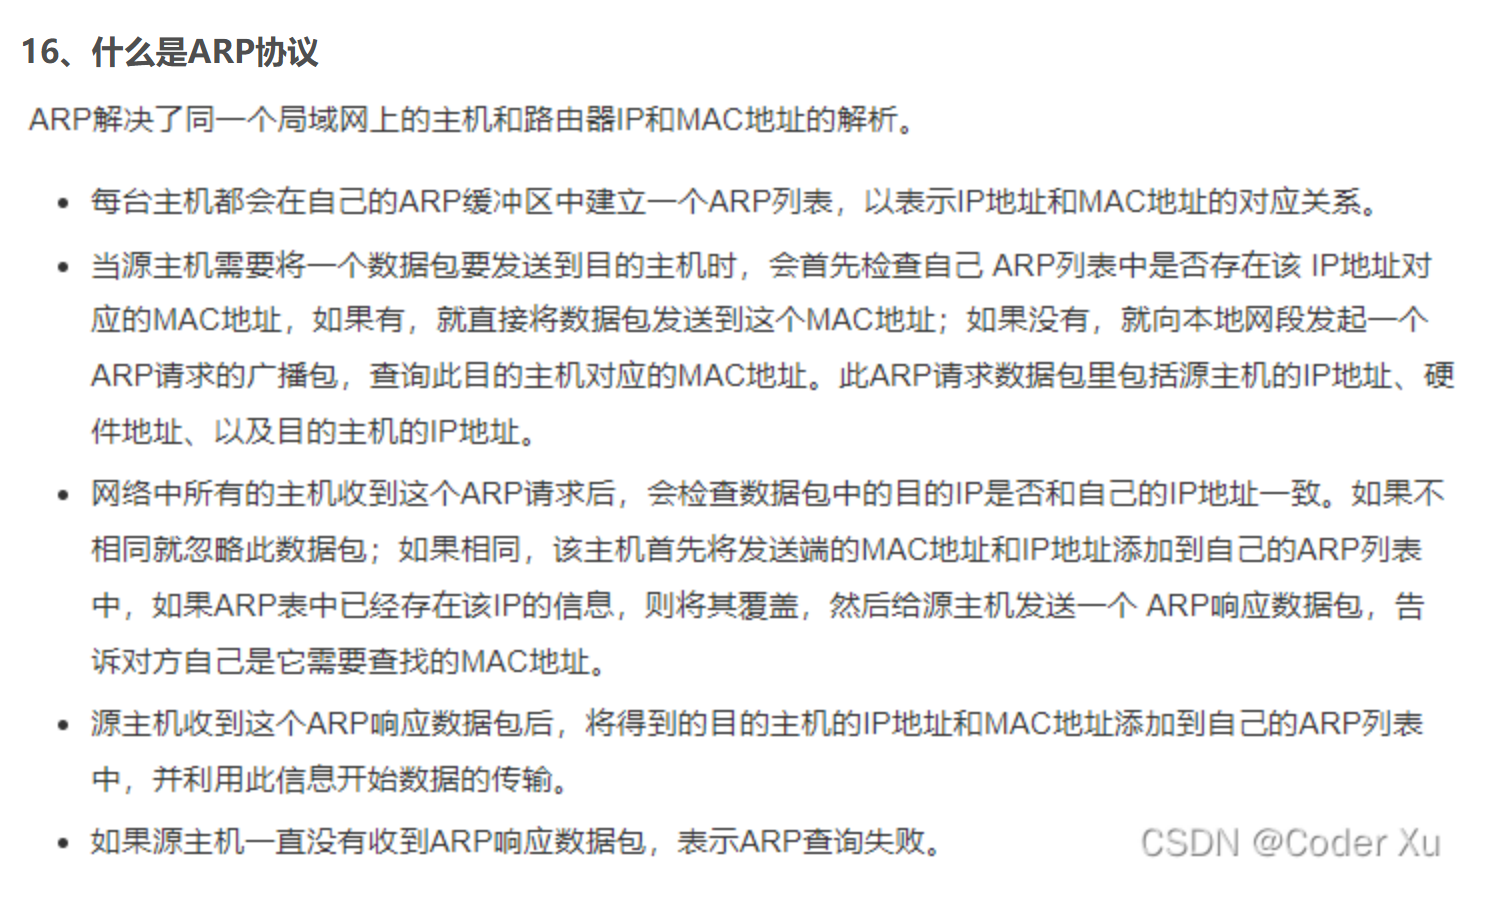 16、什么是ARP协议
ARP解决了同一个局域网上的主机和路由器IP和MAC地址的解析。
• 每台主机都会在自己的ARP缓冲区中建立一个ARP列表，以表示IP地址和MAC地址的对应关系。
• 当源主机需要将一个数据包要发送到目的主机时，会首先检查自己 ARP列表中是否存在该 IP地址对
应的MAC地址，如果有，就直接将数据包发送到这个MAC地址；如果没有，就向本地网段发起一个
ARP请求的广播包，查询此目的主机对应的MAC地址。此ARP请求数据包里包括源主机的IP地址、硬
件地址、以及目的主机的IP地址。
• 网络中所有的主机收到这个ARP请求后，会检查数据包中的目的IP是否和自己的IP地址一致。如果不
相同就忽略此数据包；如果相同，该主机首先将发送端的MAC地址和IP地址添加到自己的ARP列表
中，如果ARP表中已经存在该IP的信息，则将其覆盖，然后给源主机发送一个 ARP响应数据包，告
诉对方自己是它需要查找的MAC地址。
• 源主机收到这个ARP响应数据包后，将得到的目的主机的IP地址和MAC地址添加到自己的ARP列表
中，并利用此信息开始数据的传输。
• 如果源主机一直没有收到ARP响应数据包，表示ARP查询失败。
CSDN @Coder Xu